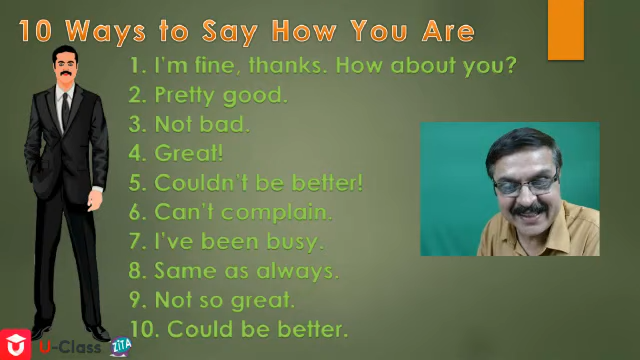 10 Ways to Say How You Are
1. I'm fine, thanks. How about you?
2. Pretty good.
3. Not bad.
4. Great!
5. Couldn't be better!
6. Can't complain.
7. I've been busy.
8. Same as always.
9. Not so great.
10. Could be better.
U-Class ZiTA